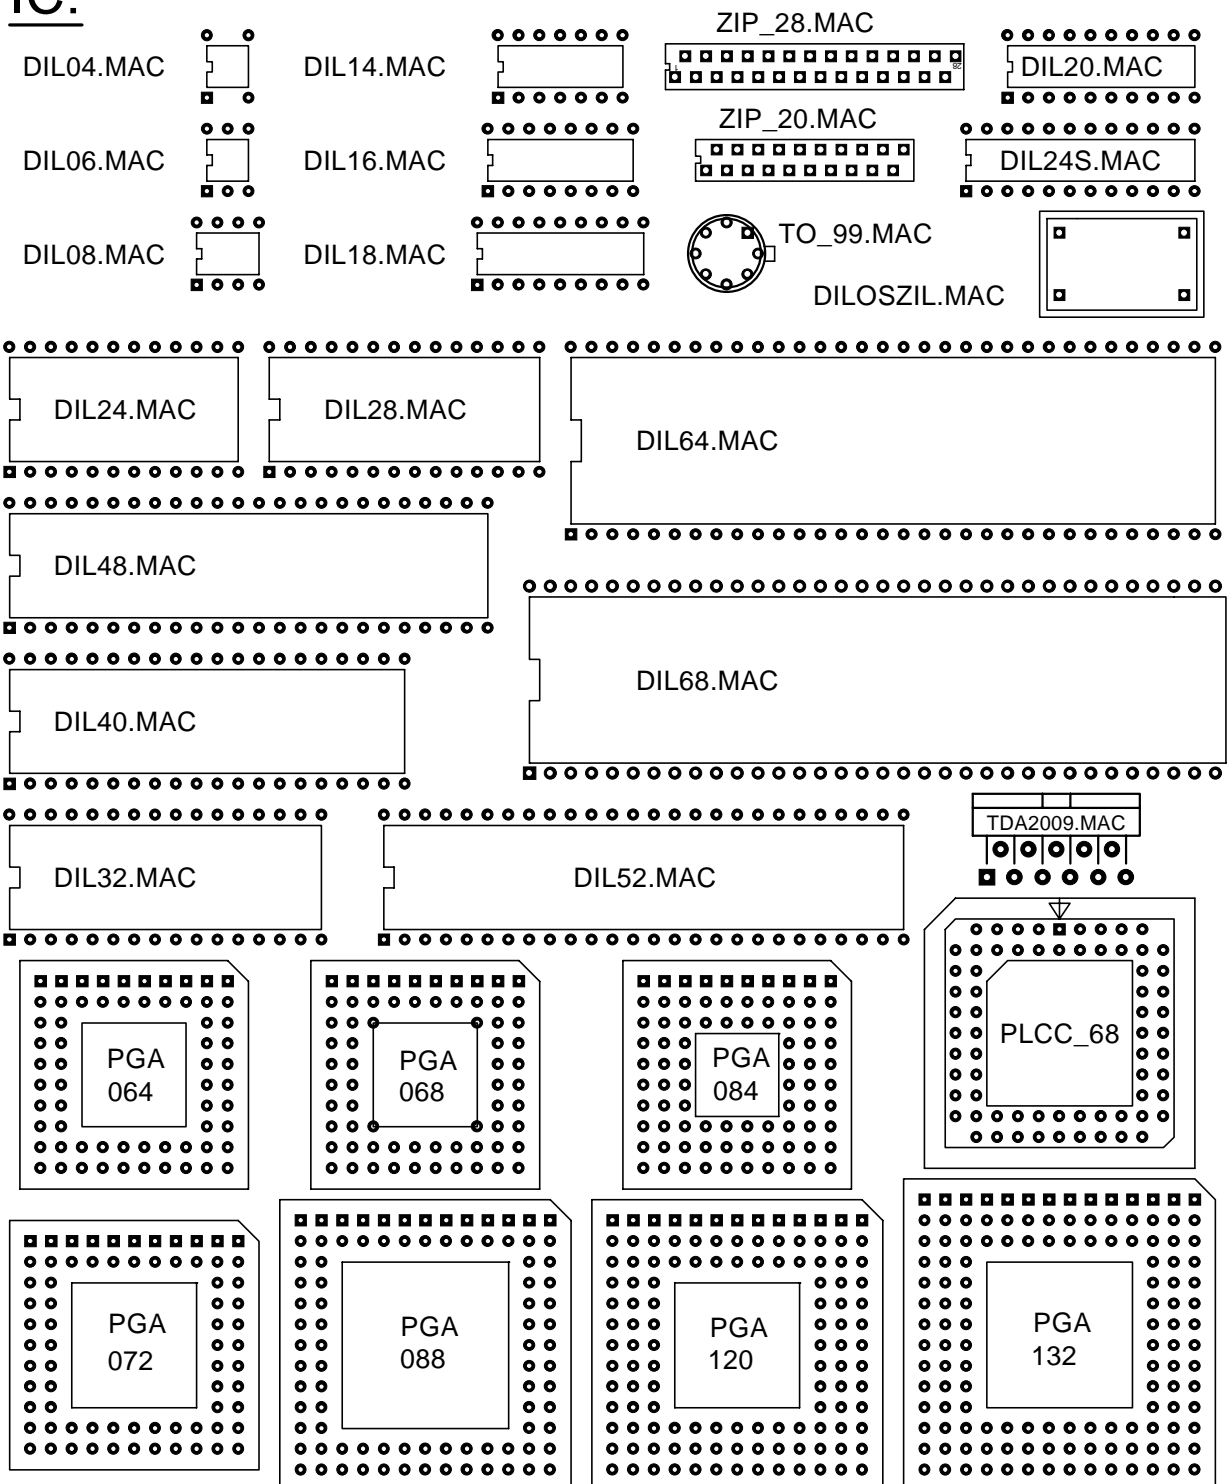 IC:
ZIP_28.MAC
DIL04.MAC
DIL14.MAC
1
28
DIL20.MAC
ZIP_20.MAC
DIL06.MAC
DIL16.MAC
DIL24S.MAC
TO_99.MAC
DIL08.MAC
DIL18.MAC
DILOSZIL.MAC
DIL24.MAC
DIL28.MAC
DIL64.MAC
DIL48.MAC
DIL68.MAC
DIL40.MAC
TDA2009.MAC
DIL32.MAC
DIL52.MAC
PLCC_68
PGA
064
PGA
068
PGA
084
PGA
072
PGA
088
PGA
120
PGA
132